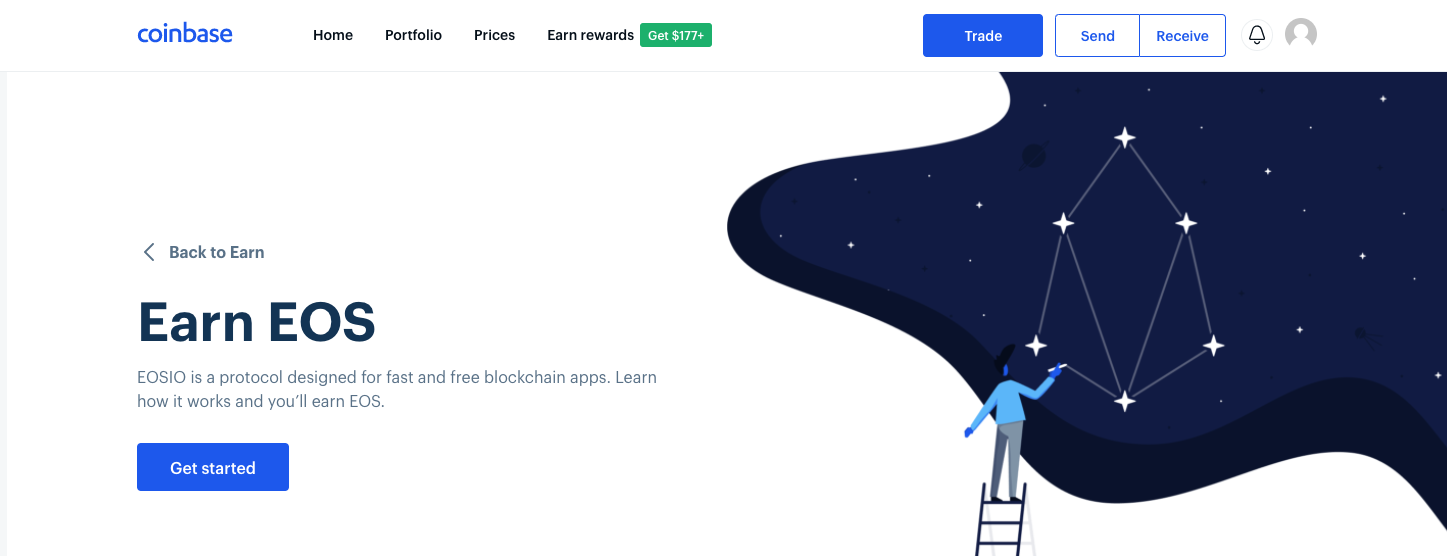 coinbase
Home
Portfolio
Prices
Earn rewards
Get $177+
Trade
Send
Receive
Back to Earn
Earn EOS
EOSIO is a protocol designed for fast and free blockchain apps. Learn
how it works and you’ll earn EOS.
Get started